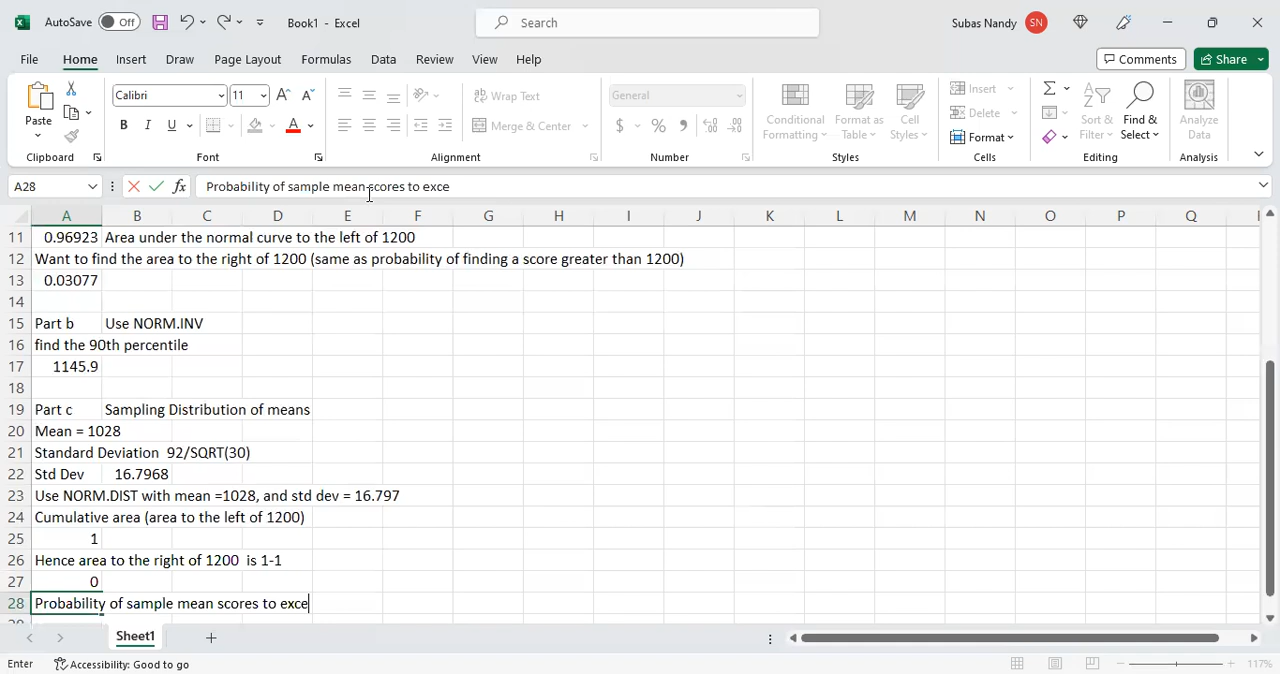 AutoSave Off Book1 - Excel Search Subas Nandy SN
File Home Insert Draw Page Layout Formulas Data Review View Help Comments Share
Paste Calibri 11 A^ A˅ Wrap Text General Conditional Formatting Format as Table Cell Styles Insert Delete Format Sort & Filter Find & Select Analyze Data
B I U A Merge & Center $ % 9
Clipboard Font Alignment Number Styles Cells Editing Analysis
A28 fx Probability of sample mean scores to exce
A B C D E F G H I J K L M N O P Q
11 0.96923 Area under the normal curve to the left of 1200
12 Want to find the area to the right of 1200 (same as probability of finding a score greater than 1200)
13 0.03077
14
15 Part b Use NORM.INV
16 find the 90th percentile
17 1145.9
18
19 Part c Sampling Distribution of means
20 Mean = 1028
21 Standard Deviation 92/SQRT(30)
22 Std Dev 16.7968
23 Use NORM.DIST with mean =1028, and std dev = 16.797
24 Cumulative area (area to the left of 1200)
25 1
26 Hence area to the right of 1200 is 1-1
27 0
28 Probability of sample mean scores to exce
Sheet1
Enter Accessibility: Good to go 117%